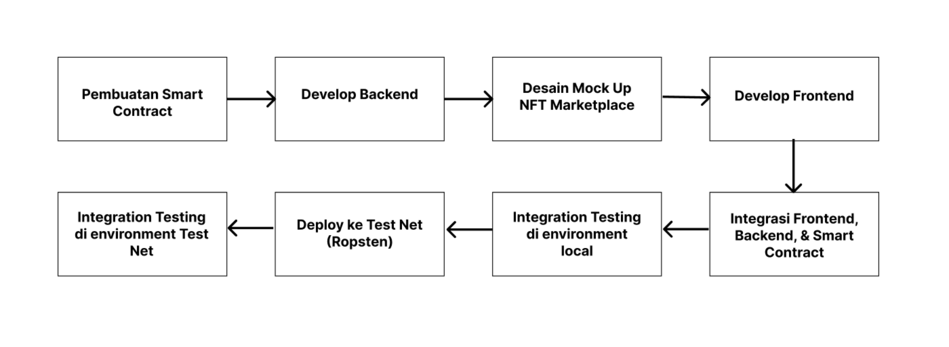 Pembuatan Smart
Contract
Develop Backend
Desain Mock Up
NFT Marketplace
Develop Frontend
Integrasi Frontend,
Backend, & Smart
Contract
Integration Testing
di environment
local
Deploy ke Test Net
(Ropsten)
Integration Testing
di environment Test
Net